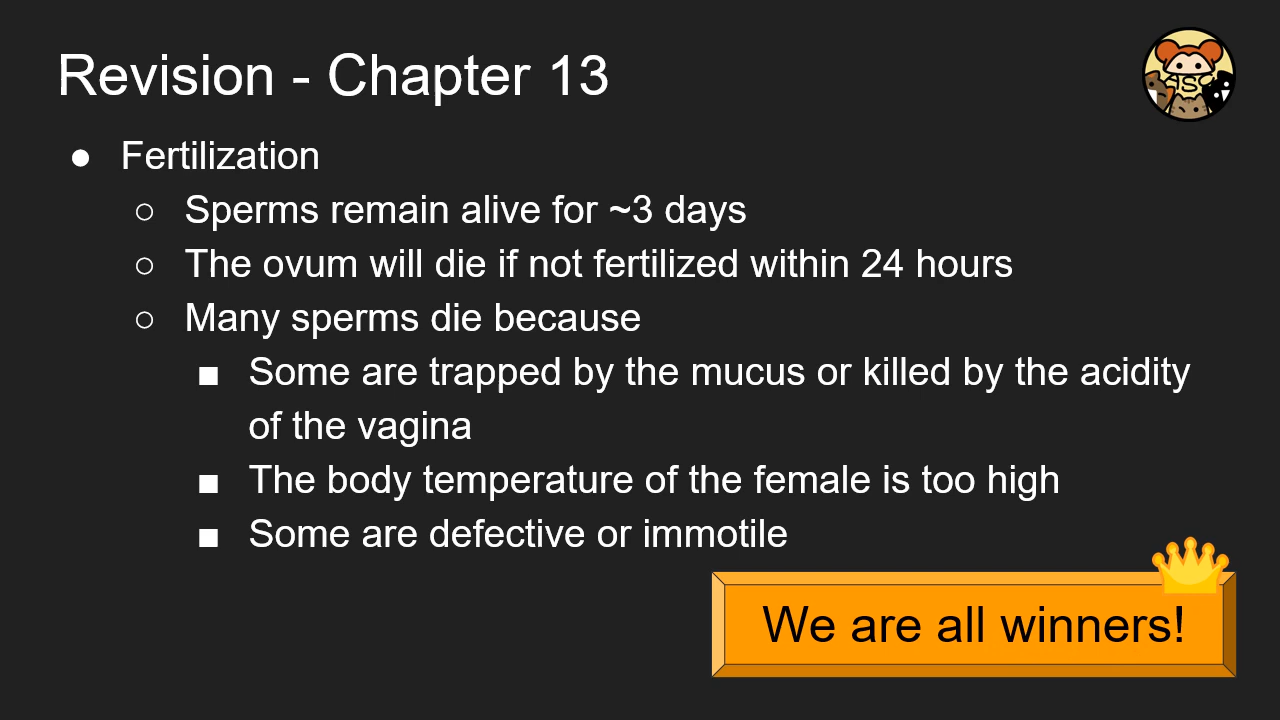 Revision - Chapter 13
● Fertilization
○ Sperms remain alive for ~3 days
○ The ovum will die if not fertilized within 24 hours
○ Many sperms die because
■ Some are trapped by the mucus or killed by the acidity
of the vagina
■ The body temperature of the female is too high
■ Some are defective or immotile
We are all winners!
S